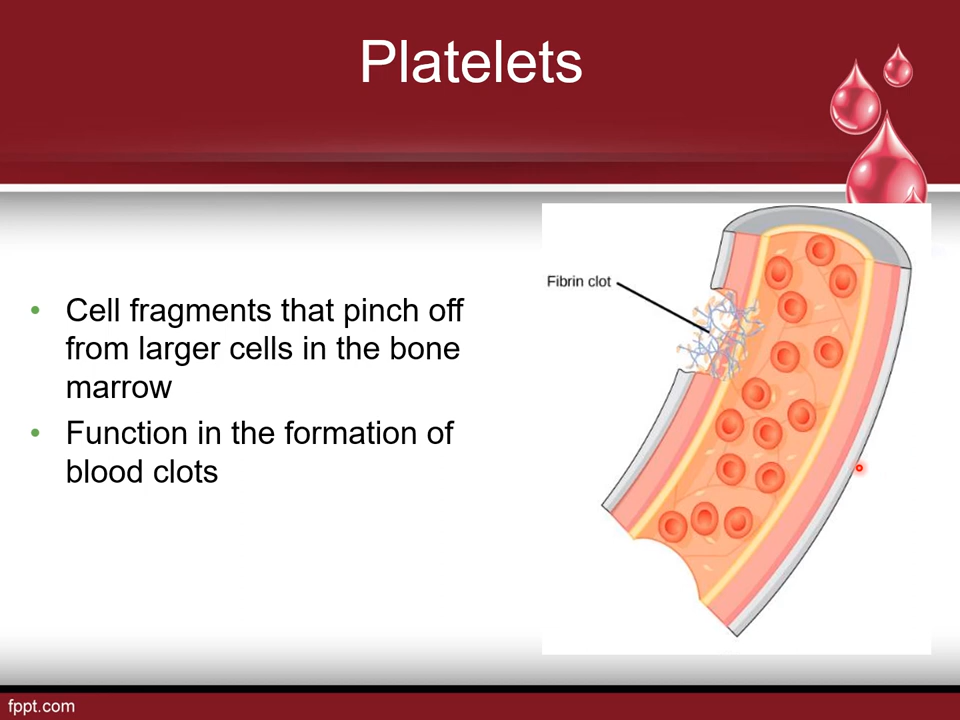 Platelets
Fibrin clot
• Cell fragments that pinch off
from larger cells in the bone
marrow
• Function in the formation of
blood clots
fppt.com